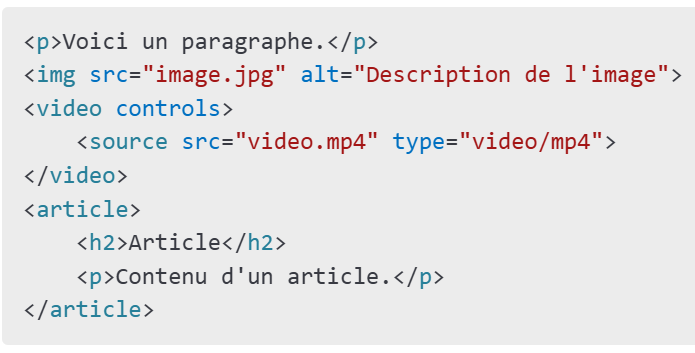 <p>Voici un paragraphe.</p>
<img src="image.jpg" alt="Description de l'image">
<video controls>
    <source src="video.mp4" type="video/mp4">
</video>
<article>
    <h2>Article</h2>
    <p>Contenu d'un article.</p>
</article>